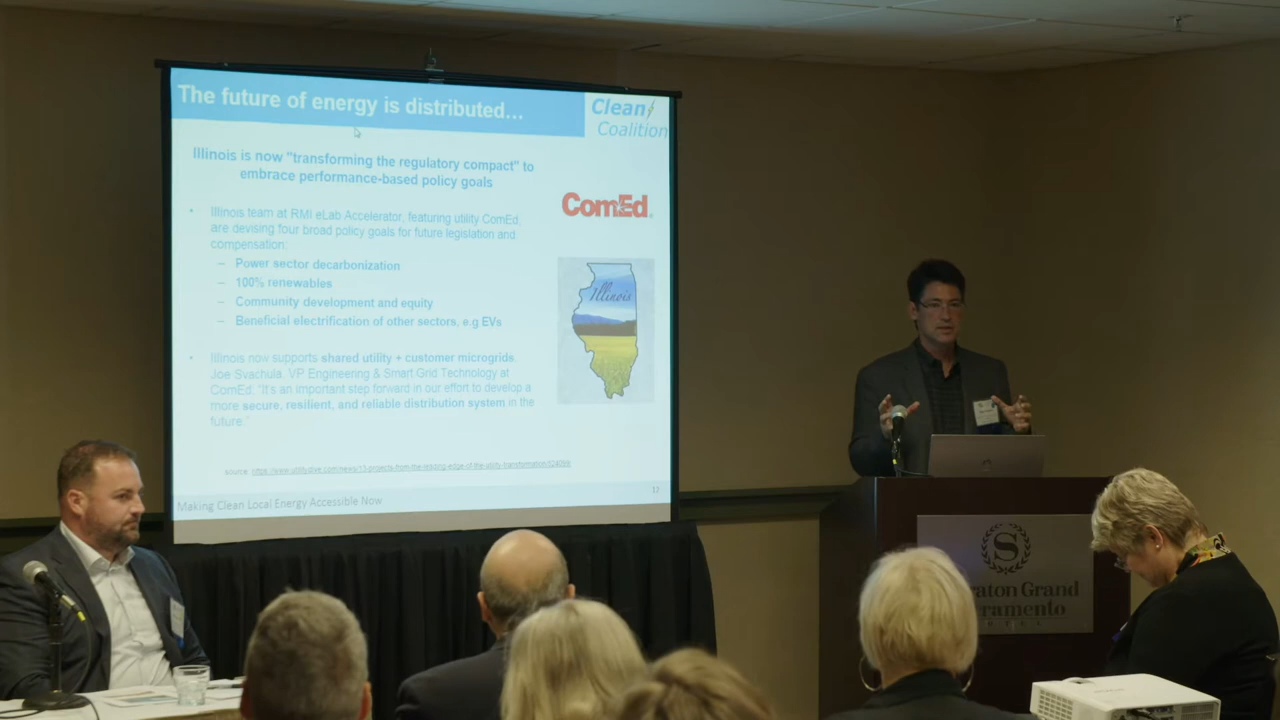 The future of energy is distributed...
Clean
Coalition
Illinois is now "transforming the regulatory compact" to
embrace performance-based policy goals
• Illinois team at RMI eLab Accelerator, featuring utility ComEd,
are devising four broad policy goals for future legislation and
compensation:
– Power sector decarbonization
– 100% renewables
– Community development and equity
– Beneficial electrification of other sectors, e.g EVs
• Illinois now supports shared utility + customer microgrids.
Joe Svachula, VP Engineering & Smart Grid Technology at
ComEd, "It's an important step forward in our effort to develop a
more secure, resilient, and reliable distribution system in the
future."
ComEd
Illinois
source:
Making Clean Local Energy Accessible Now
S
raton Grand
cramento